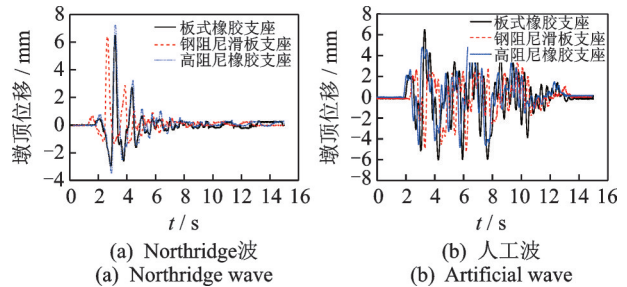 板式橡胶支座
钢阻尼滑板支座
高阻尼橡胶支座
墩顶位移 / mm
8
6
4
2
0
-2
-4
0 2 4 6 8 10 12 14 16
t / s
(a) Northridge波
(a) Northridge wave
板式橡胶支座
钢阻尼滑板支座
高阻尼橡胶支座
墩顶位移 / mm
8
6
4
2
0
-2
-4
-6
-8
0 2 4 6 8 10 12 14 16
t / s
(b) 人工波
(b) Artificial wave